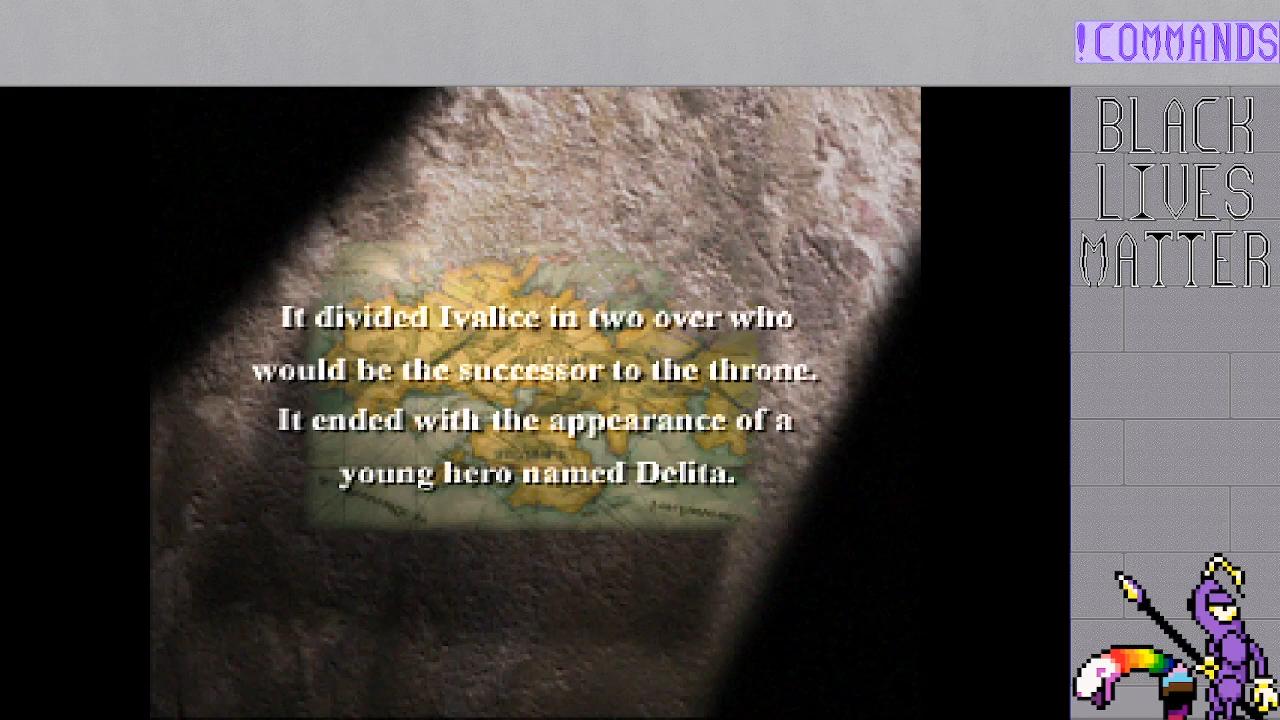 !COMMANDS
BLACK
LIVES
MATTER
It divided Ivalice in two over who
would be the successor to the throne.
It ended with the appearance of a
young hero named Delita.